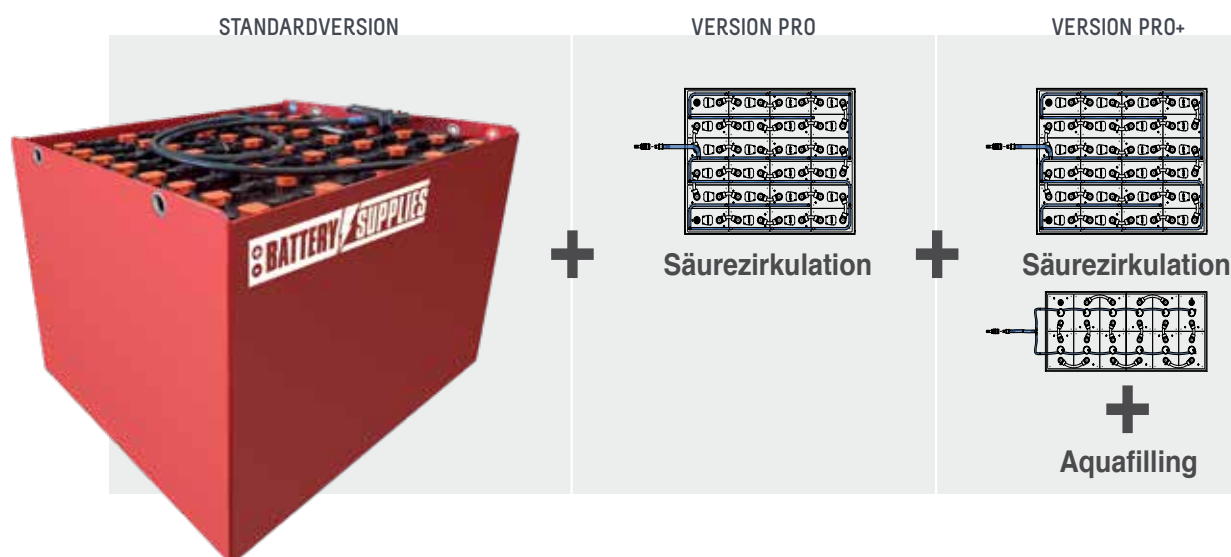 STANDARDVERSION
VERSION PRO
VERSION PRO+
BATTERY SUPPLIES
+
Säurezirkulation
+
Säurezirkulation
+
Aquafilling